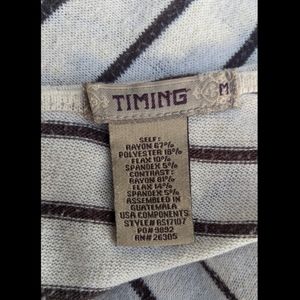 TIMING
M
SELF:
RAYON 67%
POLYESTER 18%
FLAX 10%
SPANDEX 5%
CONTRAST:
RAYON 81%
FLAX 14%
SPANDEX 5%
ASSEMBLED IN
GUATEMALA
USA COMPONENTS
STYLE#BS17107
PO#9892
RN#26305